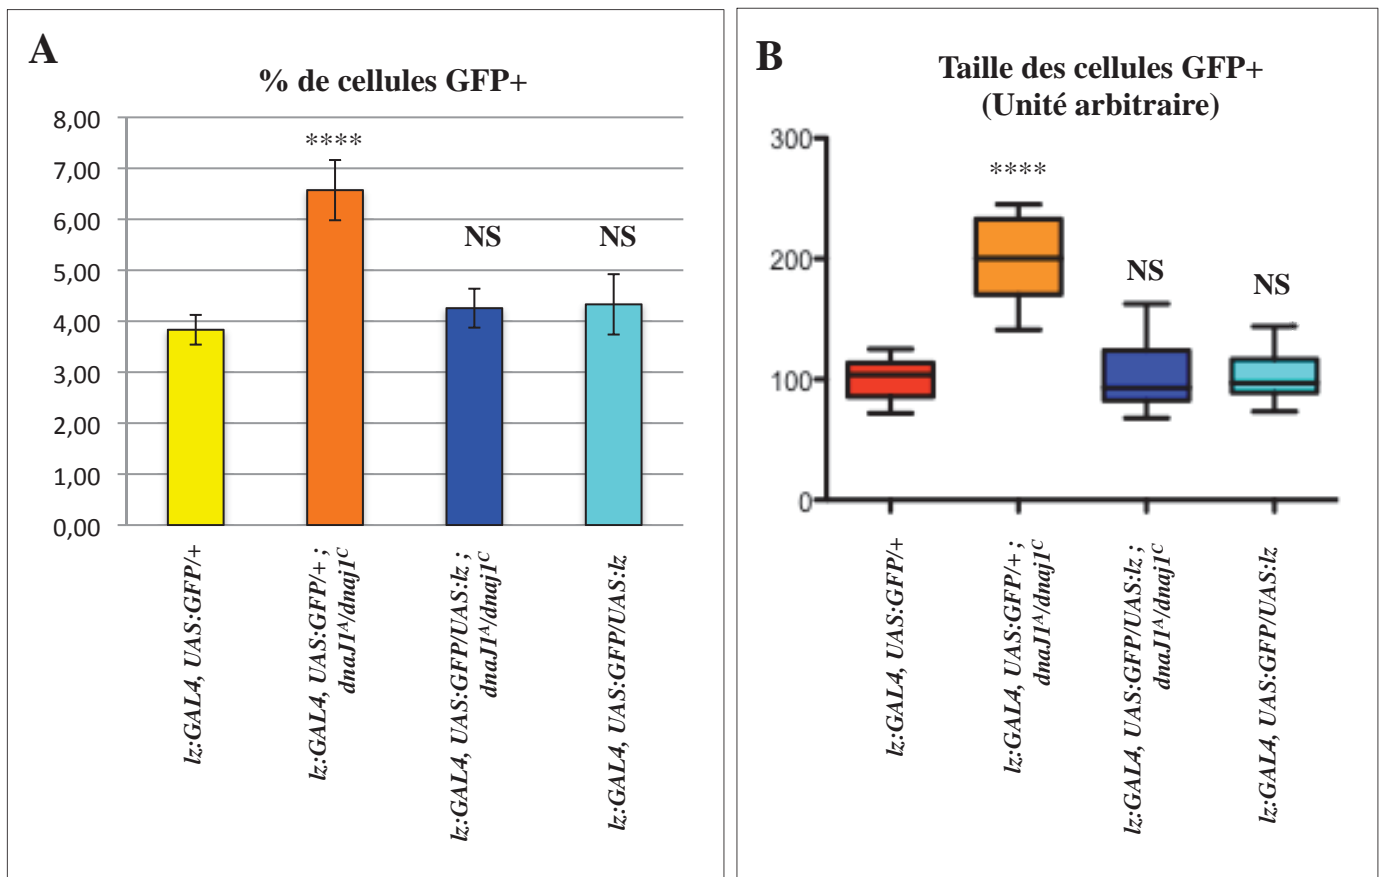 A
% de cellules GFP+
8,00
7,00
6,00
5,00
4,00
3,00
2,00
1,00
0,00
****
NS
NS
lz:GAL4, UAS:GFP/+
lz:GAL4, UAS:GFP/+ ;
dnaJ1ᴬ/dnaj1ᶜ
lz:GAL4, UAS:GFP/UAS:lz ;
dnaJ1ᴬ/dnaj1ᶜ
lz:GAL4, UAS:GFP/UAS:lz
B
Taille des cellules GFP+
(Unité arbitraire)
300
200
100
0
****
NS
NS
lz:GAL4, UAS:GFP/+
lz:GAL4, UAS:GFP/+ ;
dnaJ1ᴬ/dnaj1ᶜ
lz:GAL4, UAS:GFP/UAS:lz ;
dnaJ1ᴬ/dnaj1ᶜ
lz:GAL4, UAS:GFP/UAS:lz